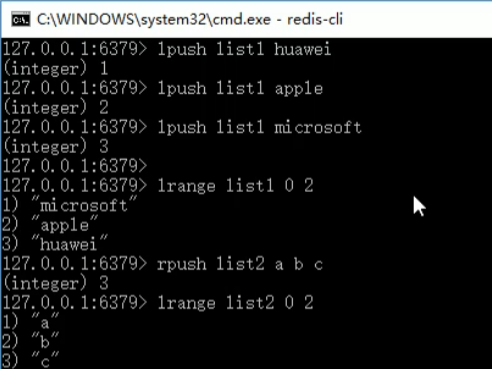 C:\WINDOWS\system32\cmd.exe - redis-cli
127.0.0.1:6379> lpush list1 huawei
(integer) 1
127.0.0.1:6379> lpush list1 apple
(integer) 2
127.0.0.1:6379> lpush list1 microsoft
(integer) 3
127.0.0.1:6379>
127.0.0.1:6379> lrange list1 0 2
1) "microsoft"
2) "apple"
3) "huawei"
127.0.0.1:6379> rpush list2 a b c
(integer) 3
127.0.0.1:6379> lrange list2 0 2
1) "a"
2) "b"
3) "c"